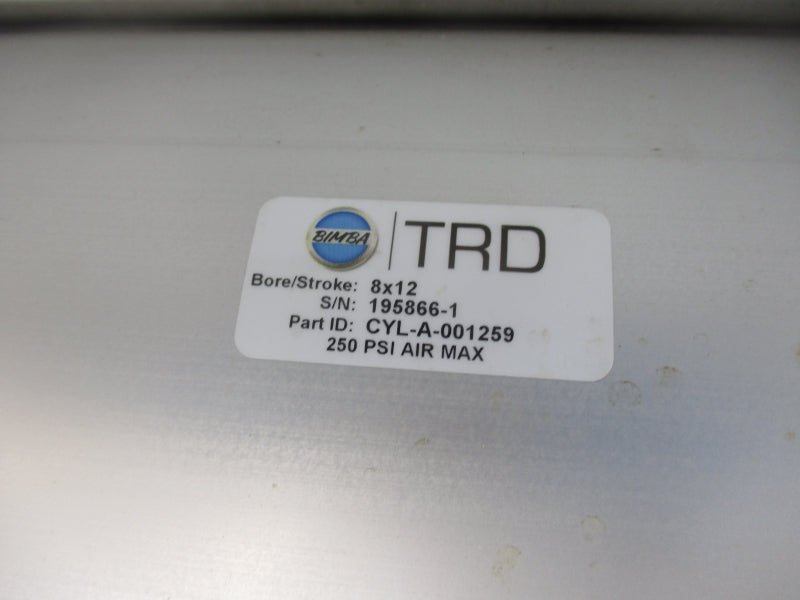 BIMBA TRD
Bore/Stroke: 8x12
S/N: 195866-1
Part ID: CYL-A-001259
250 PSI AIR MAX